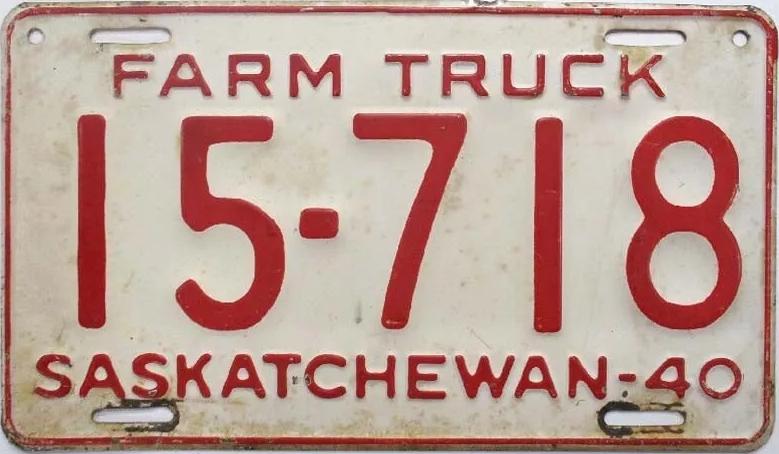 FARM TRUCK
15-718
SASKATCHEWAN-40